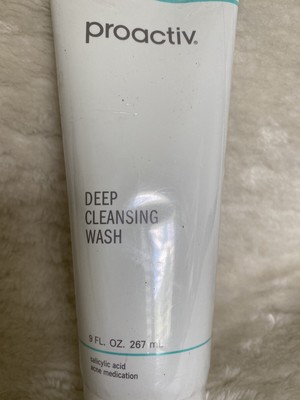 proactiv®
DEEP
CLEANSING
WASH
9 FL. OZ. 267 mL
salicylic acid
acne medication